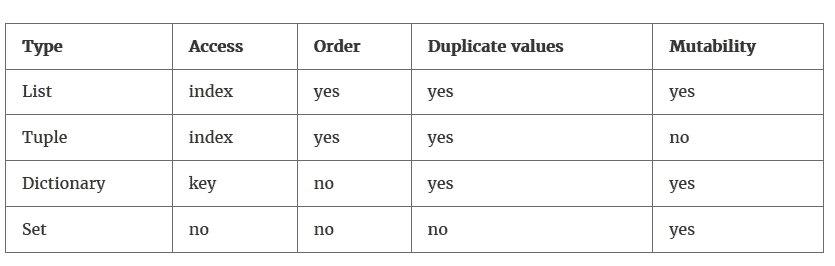 Type Access Order Duplicate values Mutability
List index yes yes yes
Tuple index yes yes no
Dictionary key no yes yes
Set no no no yes